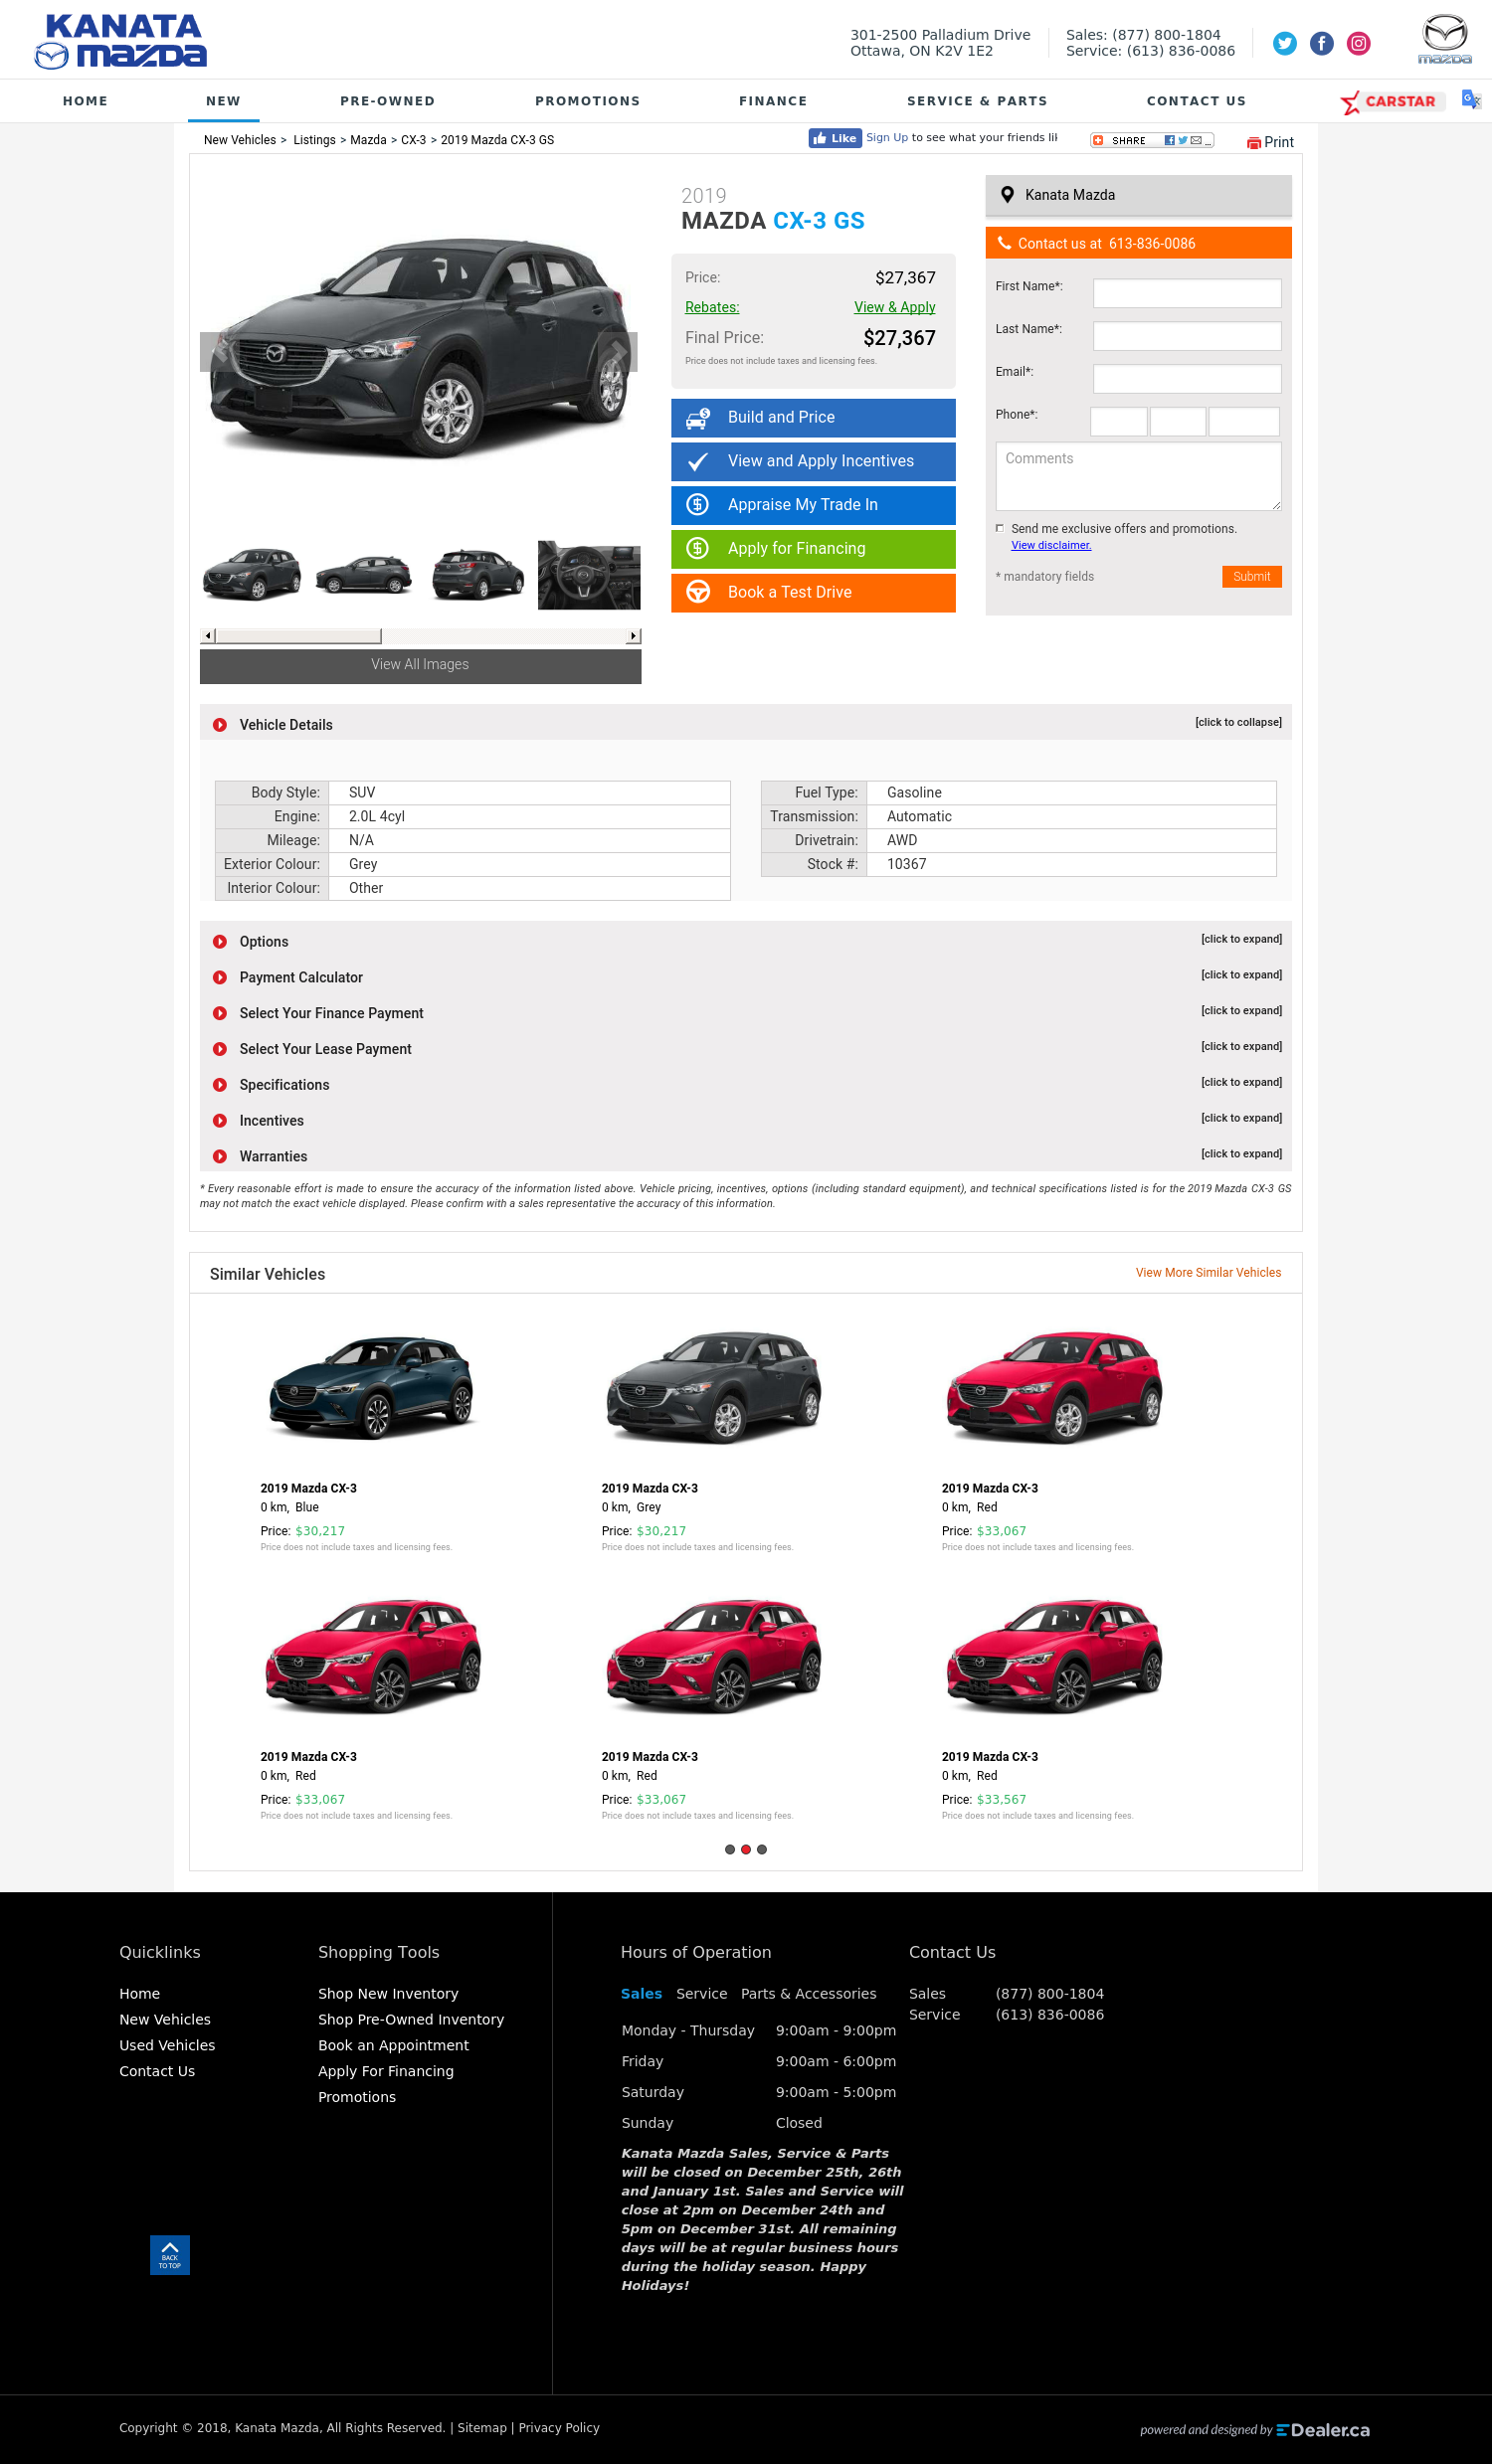 KANATA
mazda
301-2500 Palladium Drive
Ottawa, ON K2V 1E2
Sales: (877) 800-1804
Service: (613) 836-0086
mazda
HOME
NEW
PRE-OWNED
PROMOTIONS
FINANCE
SERVICE & PARTS
CONTACT US
CARSTAR
New Vehicles > Listings > Mazda > CX-3 > 2019 Mazda CX-3 GS
Like
Sign Up to see what your friends lik
SHARE ...
Print
2019
MAZDA CX-3 GS
Price: $27,367
Rebates: View & Apply
Final Price: $27,367
Price does not include taxes and licensing fees.
Build and Price
View and Apply Incentives
Appraise My Trade In
Apply for Financing
Book a Test Drive
Kanata Mazda
Contact us at 613-836-0086
First Name*:
Last Name*:
Email*:
Phone*:
Comments
Send me exclusive offers and promotions.
View disclaimer.
* mandatory fields
Submit
View All Images
Vehicle Details
[click to collapse]
Body Style: SUV
Engine: 2.0L 4cyl
Mileage: N/A
Exterior Colour: Grey
Interior Colour: Other
Fuel Type: Gasoline
Transmission: Automatic
Drivetrain: AWD
Stock #: 10367
Options [click to expand]
Payment Calculator [click to expand]
Select Your Finance Payment [click to expand]
Select Your Lease Payment [click to expand]
Specifications [click to expand]
Incentives [click to expand]
Warranties [click to expand]
* Every reasonable effort is made to ensure the accuracy of the information listed above. Vehicle pricing, incentives, options (including standard equipment), and technical specifications listed is for the 2019 Mazda CX-3 GS
may not match the exact vehicle displayed. Please confirm with a sales representative the accuracy of this information.
Similar Vehicles
View More Similar Vehicles
2019 Mazda CX-3
0 km, Blue
Price: $30,217
Price does not include taxes and licensing fees.
2019 Mazda CX-3
0 km, Grey
Price: $30,217
Price does not include taxes and licensing fees.
2019 Mazda CX-3
0 km, Red
Price: $33,067
Price does not include taxes and licensing fees.
2019 Mazda CX-3
0 km, Red
Price: $33,067
Price does not include taxes and licensing fees.
2019 Mazda CX-3
0 km, Red
Price: $33,067
Price does not include taxes and licensing fees.
2019 Mazda CX-3
0 km, Red
Price: $33,567
Price does not include taxes and licensing fees.
Quicklinks
Home
New Vehicles
Used Vehicles
Contact Us
Shopping Tools
Shop New Inventory
Shop Pre-Owned Inventory
Book an Appointment
Apply For Financing
Promotions
BACK
TO TOP
Hours of Operation
Sales Service Parts & Accessories
Monday - Thursday 9:00am - 9:00pm
Friday 9:00am - 6:00pm
Saturday 9:00am - 5:00pm
Sunday Closed
Kanata Mazda Sales, Service & Parts
will be closed on December 25th, 26th
and January 1st. Sales and Service will
close at 2pm on December 24th and
5pm on December 31st. All remaining
days will be at regular business hours
during the holiday season. Happy
Holidays!
Contact Us
Sales (877) 800-1804
Service (613) 836-0086
Copyright © 2018, Kanata Mazda, All Rights Reserved. | Sitemap | Privacy Policy
powered and designed by EDealer.ca